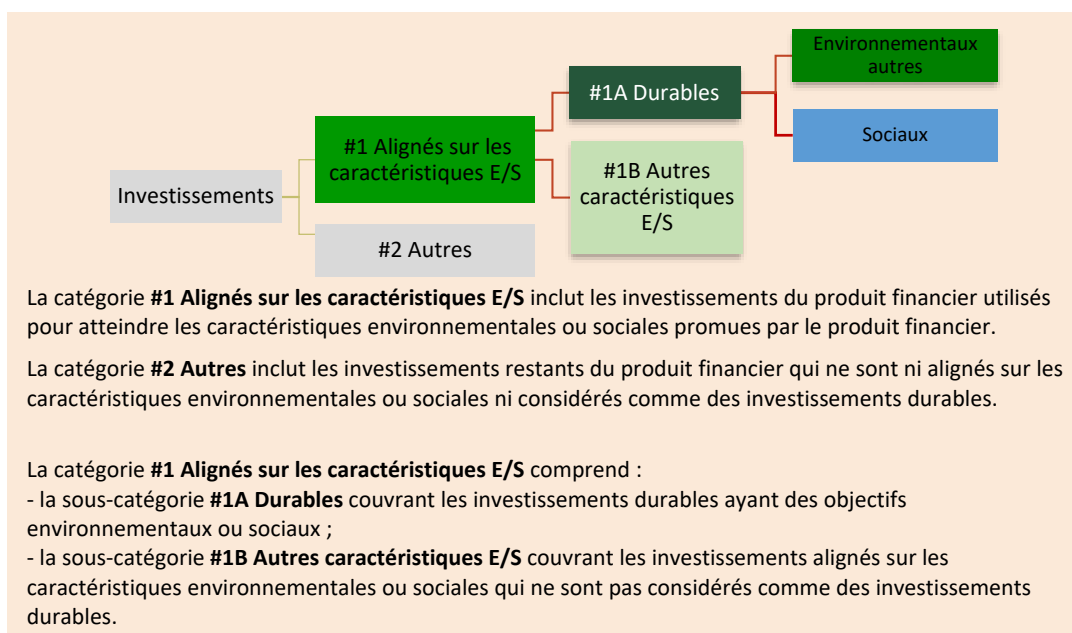 Environnementaux
autres
#1A Durables
Sociaux
#1 Alignés sur les
caractéristiques E/S
#1B Autres
caractéristiques
E/S
Investissements
#2 Autres
La catégorie #1 Alignés sur les caractéristiques E/S inclut les investissements du produit financier utilisés
pour atteindre les caractéristiques environnementales ou sociales promues par le produit financier.
La catégorie #2 Autres inclut les investissements restants du produit financier qui ne sont ni alignés sur les
caractéristiques environnementales ou sociales ni considérés comme des investissements durables.
La catégorie #1 Alignés sur les caractéristiques E/S comprend :
- la sous-catégorie #1A Durables couvrant les investissements durables ayant des objectifs
environnementaux ou sociaux ;
- la sous-catégorie #1B Autres caractéristiques E/S couvrant les investissements alignés sur les
caractéristiques environnementales ou sociales qui ne sont pas considérés comme des investissements
durables.